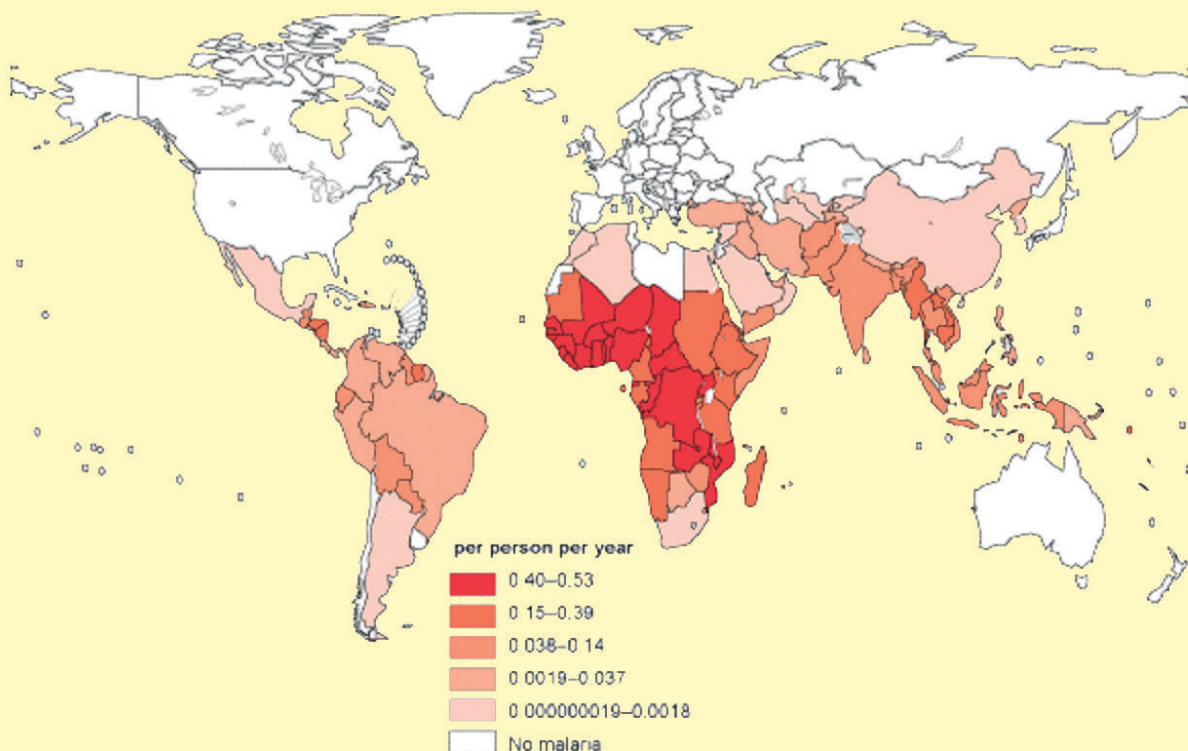 per person per year
0 40–0.53
0 15–0.39
0 038–0 14
0 0019–0 037
0 000000019–0.0018
No malaria